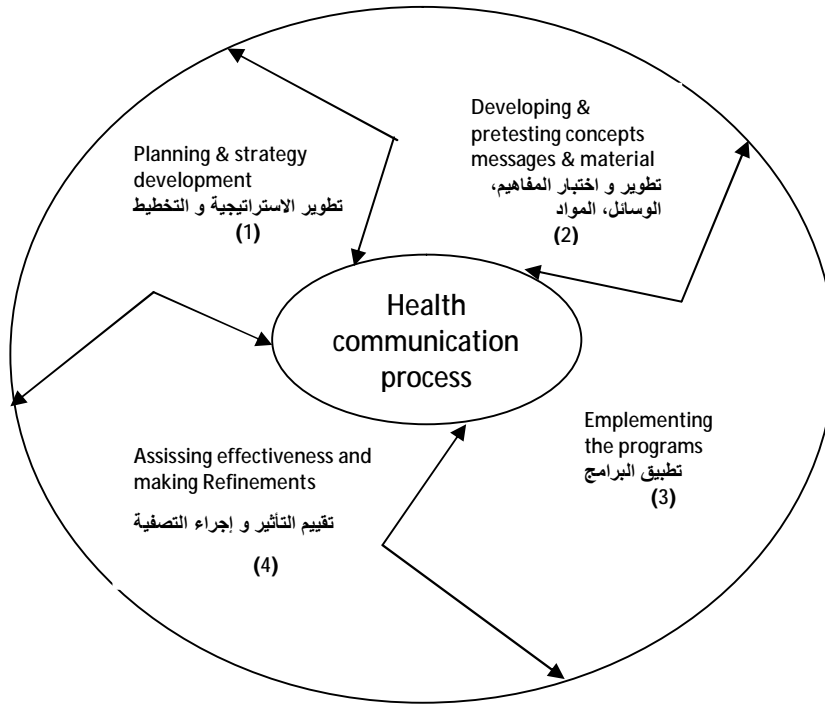 Planning & strategy
development
تطوير الاستراتيجية و التخطيط
(1)
Developing &
pretesting concepts
messages & material
تطوير و اختبار المفاهيم،
الوسائل، المواد
(2)
Health
communication
process
Emplementing
the programs
تطبيق البرامج
(3)
Assissing effectiveness and
making Refinements
تقييم التأثير و إجراء التصفية
(4)